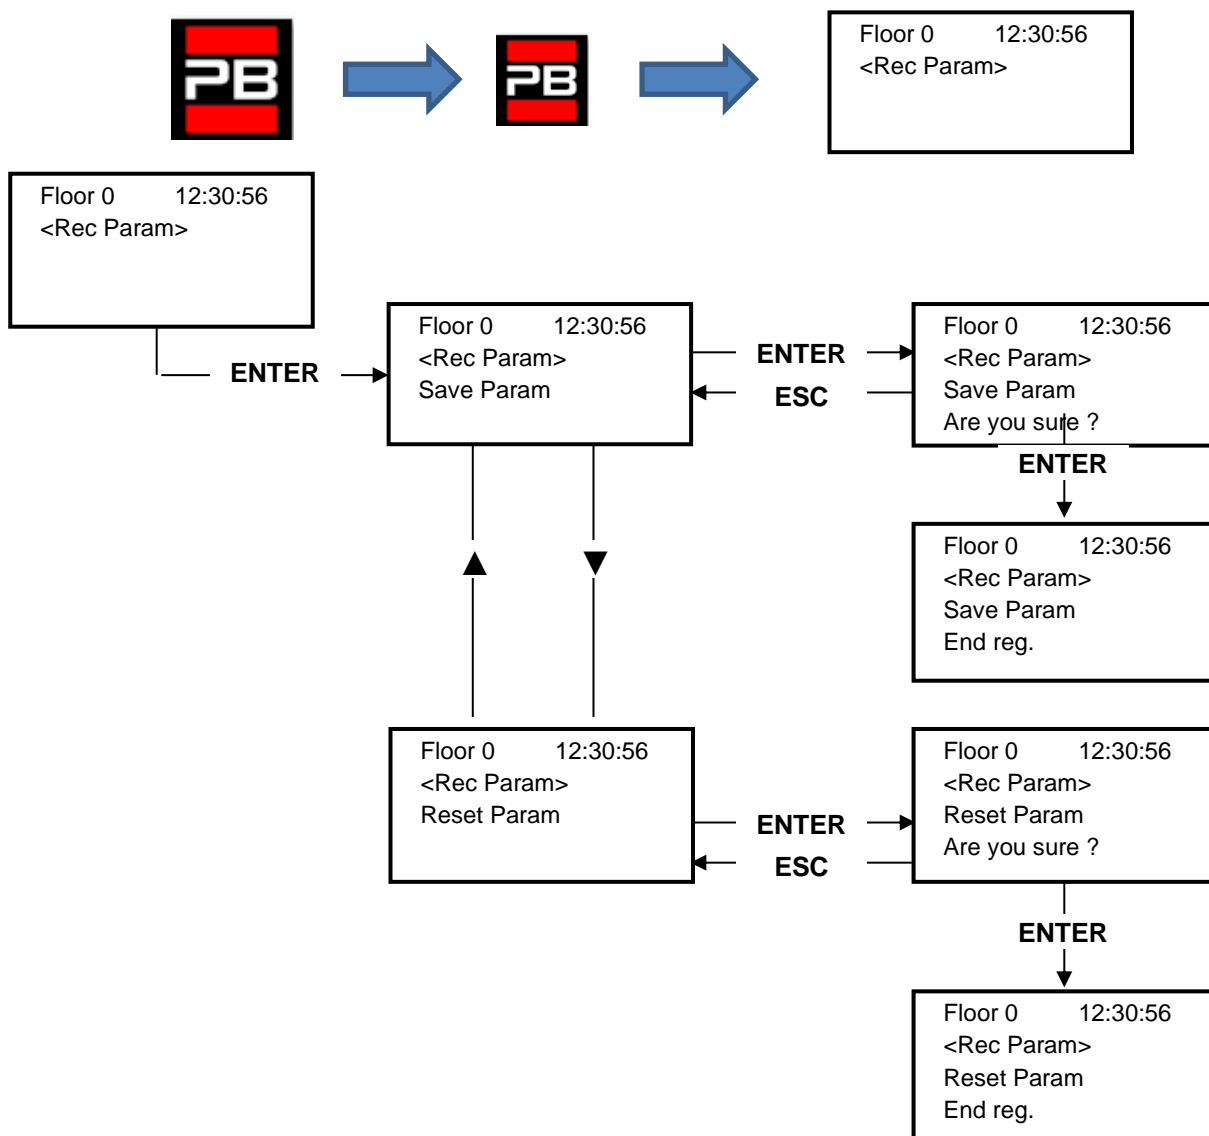 PB
PB
Floor 0 12:30:56
<Rec Param>
Floor 0 12:30:56
<Rec Param>
ENTER
Floor 0 12:30:56
<Rec Param>
Save Param
ENTER
ESC
Floor 0 12:30:56
<Rec Param>
Save Param
Are you sure ?
ENTER
Floor 0 12:30:56
<Rec Param>
Save Param
End reg.
▲ ▼
Floor 0 12:30:56
<Rec Param>
Reset Param
ENTER
ESC
Floor 0 12:30:56
<Rec Param>
Reset Param
Are you sure ?
ENTER
Floor 0 12:30:56
<Rec Param>
Reset Param
End reg.